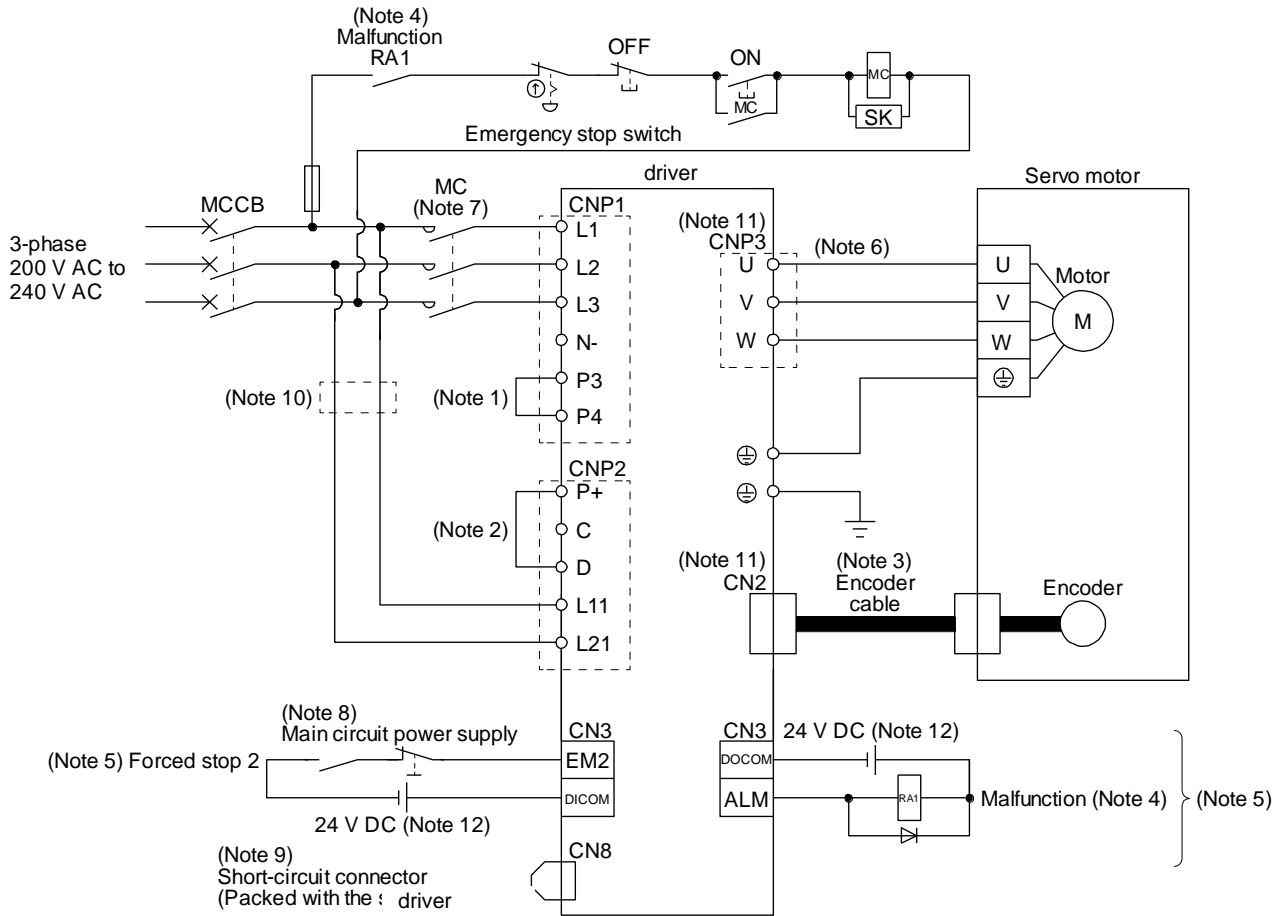 (Note 4)
Malfunction
RA1
OFF
ON
MC
MC
SK
Emergency stop switch
driver
Servo motor
MCCB
MC
(Note 7)
CNP1
(Note 11)
CNP3
(Note 6)
3-phase
200 V AC to
240 V AC
L1
L2
L3
N-
P3
P4
U
V
W
U
V
W
Motor
M
(Note 10)
(Note 1)
CNP2
P+
C
D
L11
L21
(Note 2)
(Note 11)
CN2
(Note 3)
Encoder
cable
Encoder
(Note 8)
Main circuit power supply
(Note 5) Forced stop 2
24 V DC (Note 12)
CN3
EM2
DICOM
CN3
DOCOM
ALM
24 V DC (Note 12)
RA1
Malfunction (Note 4)
(Note 5)
(Note 9)
Short-circuit connector
(Packed with the driver
CN8